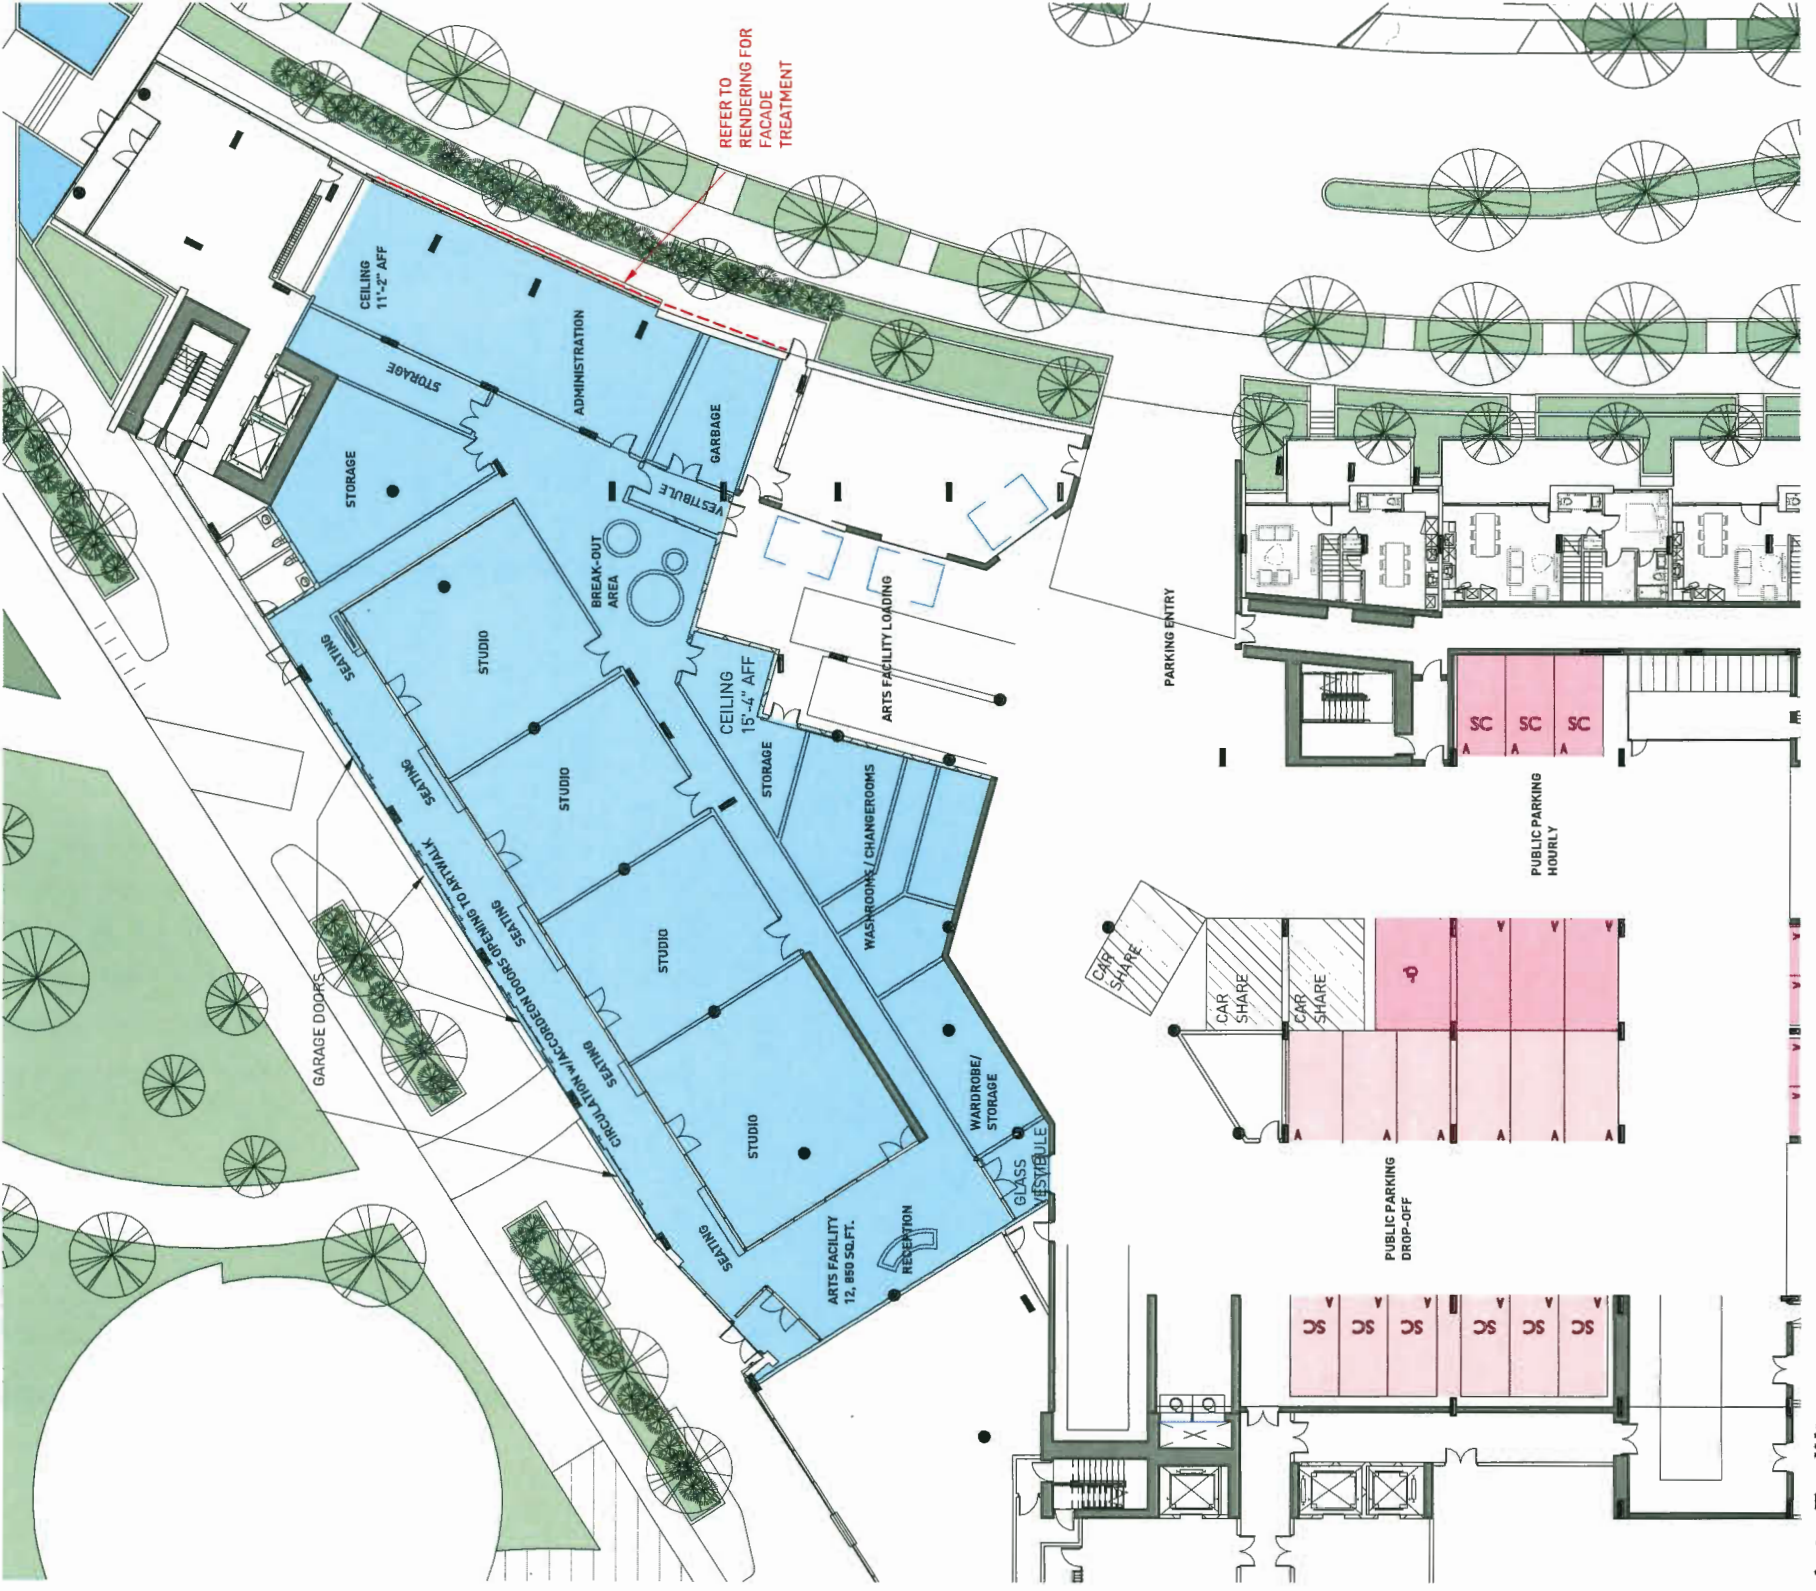 REFER TO
RENDERING FOR
FACADE
TREATMENT
CEILING
11'-2" AFF
STORAGE
ADMINISTRATION
GARBAGE
STORAGE
VESTIBULE
BREAK-OUT
AREA
STUDIO
SEATING
CEILING
15'-4" AFF
ARTS FACILITY LOADING
PARKING ENTRY
STUDIO
SEATING
STORAGE
WASHROOMS / CHANGEROOMS
SC
SC
SC
A
A
A
PUBLIC PARKING
HOURLY
CIRCULATION w/ACCORDEON DOORS OPENING TO ARTWALK
SEATING
STUDIO
GARAGE DOORS
CAR
SHARE
CAR
SHARE
CAR
SHARE
SEATING
WARDROBE/
STORAGE
STUDIO
GLASS
VESTIBULE
A
A
A
A
A
A
A
A
A
PUBLIC PARKING
DROP-OFF
SEATING
ARTS FACILITY
12, 850 SQ.FT.
RECEPTION
A
A
A
A
A
A
SC
SC
SC
SC
SC
SC